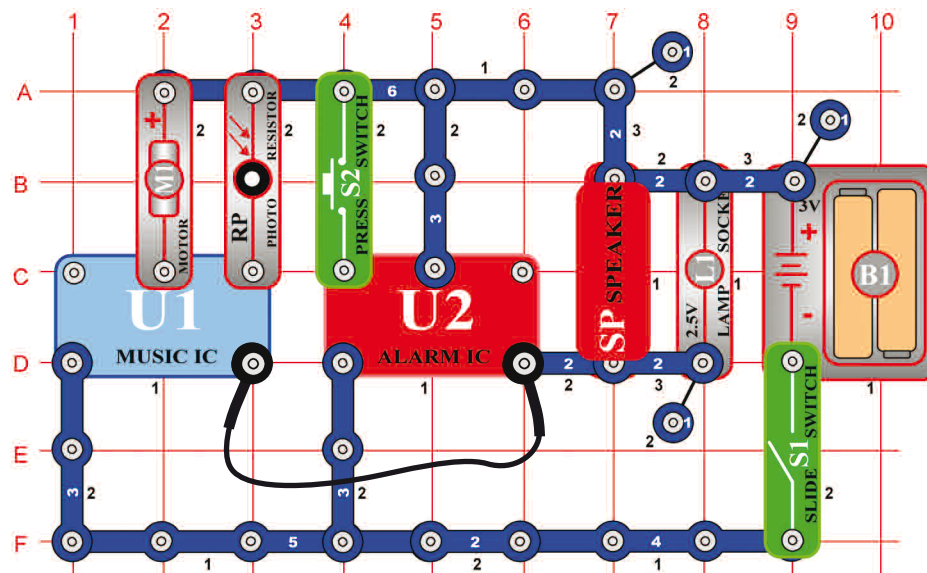 1 2 3 4 5 6 7 8 9 10
A
B
C
D
E
F
+
M1
MOTOR
2
RESISTOR
RP
PHOTO
2
S2
PRESS SWITCH
2
6
1
2
3
2
3
1
2
2
2
3
2
1
2
U1
MUSIC IC
1
U2
ALARM IC
1
SP SPEAKER
1
L1
2.5V
LAMP SOCKET
1
3V
+
-
B1
1
2
2
2
3
1
2
S1
SLIDE SWITCH
2
3
2
3
2
5
1
2
2
4
1